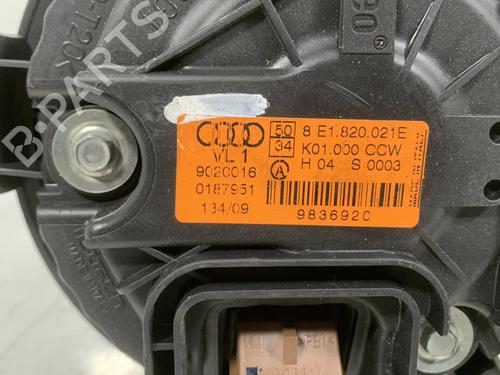 B-PARTS
VL 1
9020016
0187951
134/09
50 8 E1.820.021E
34 K01.000 CCW
A H 04 S 0003
983692C
MADE IN ITALY